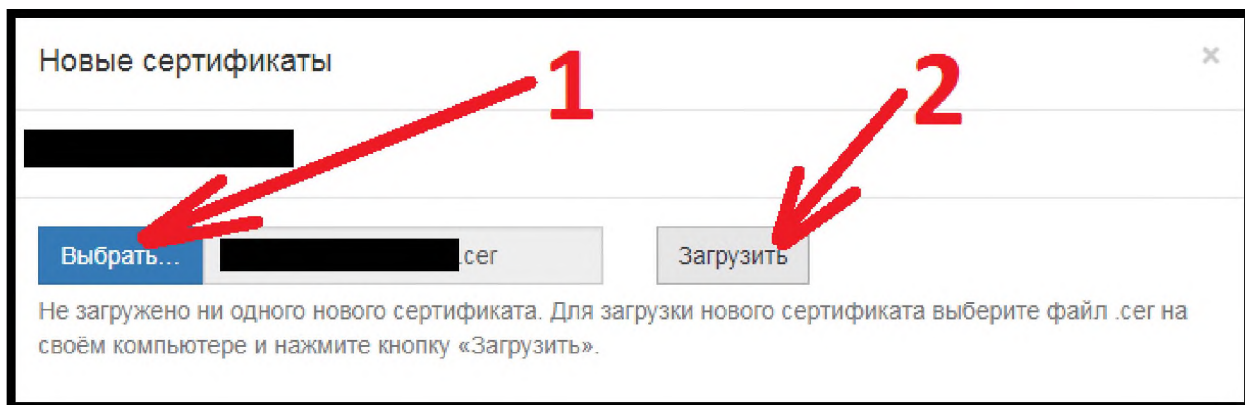 Новые сертификаты
×
1
2
Выбрать...
.cer
Загрузить
Не загружено ни одного нового сертификата. Для загрузки нового сертификата выберите файл .cer на
своём компьютере и нажмите кнопку «Загрузить».